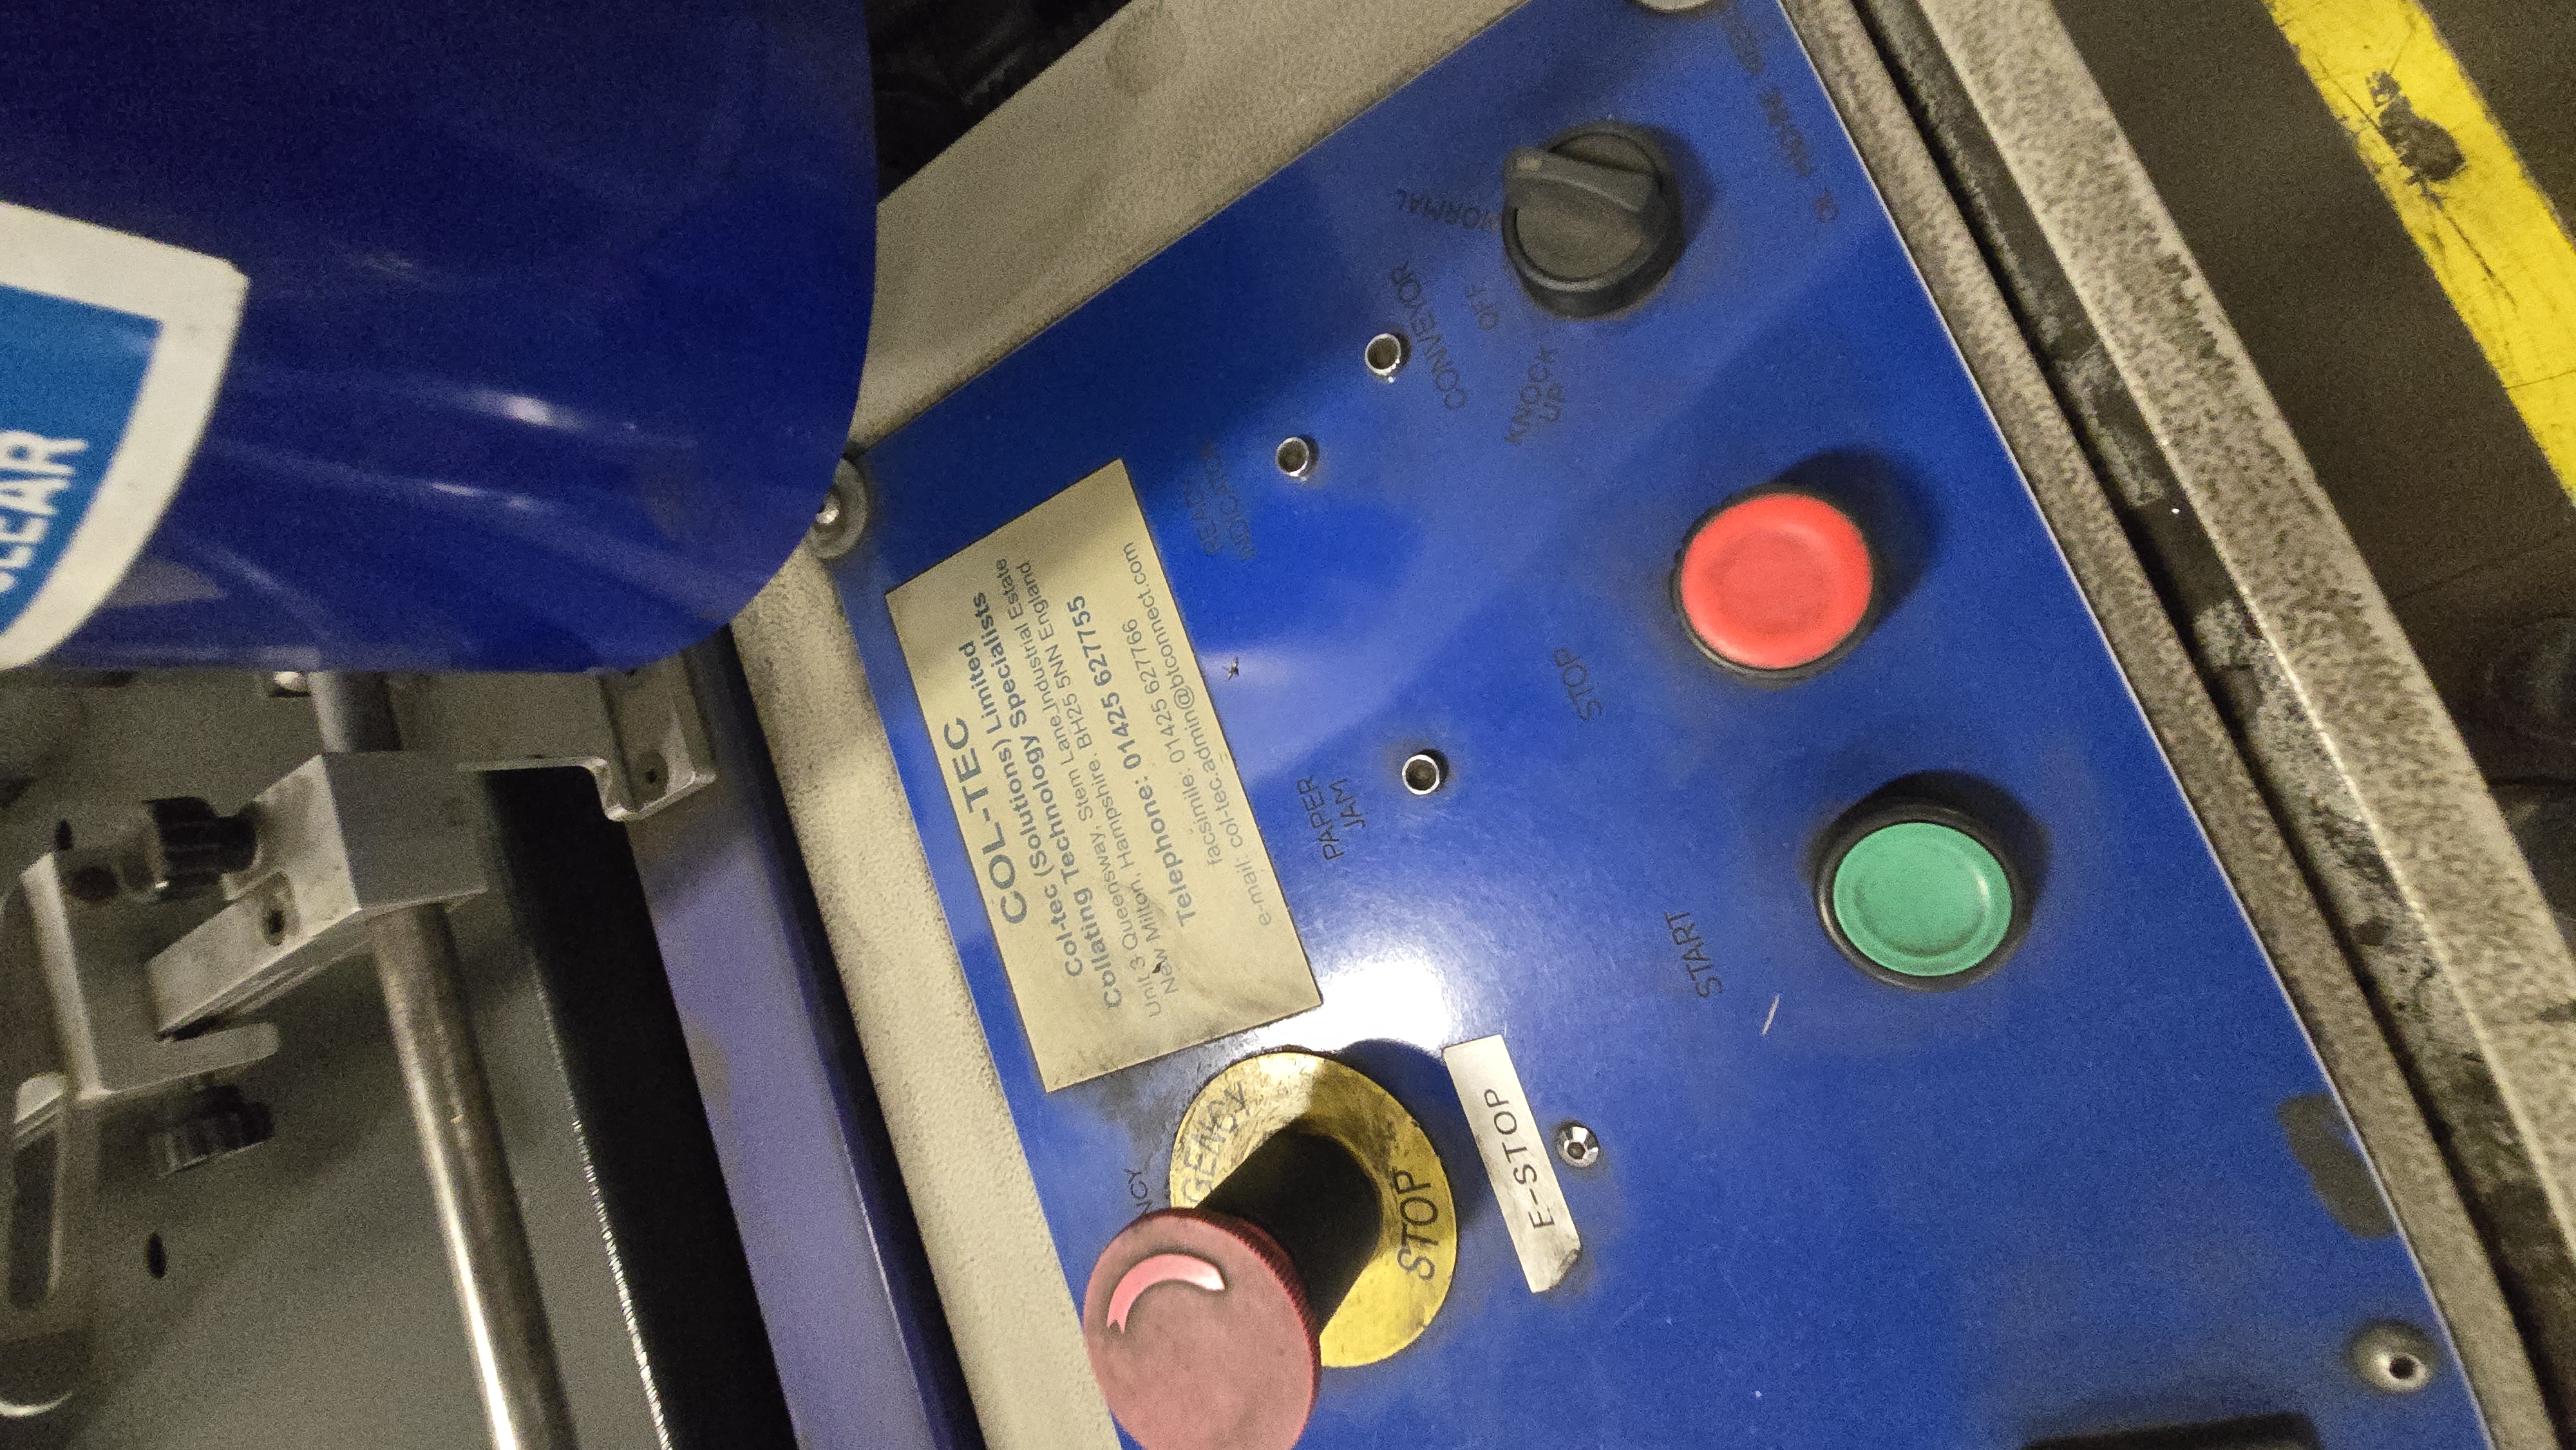 COL-TEC
Col-tec (Solutions) Limited
Collating Technology Specialists
Unit 3 Queensway, Stem Lane Industrial Estate
New Milton, Hampshire. BH25 5NN England
Telephone: 01425 627755
facsimile: 01425 627766
e-mail: col-tec.admin@btconnect.com
READY
INDICATOR
CONVEYOR
NORMAL
OFF
KNOCK
UP
PAPER
JAM
STOP
START
STOP
E-STOP